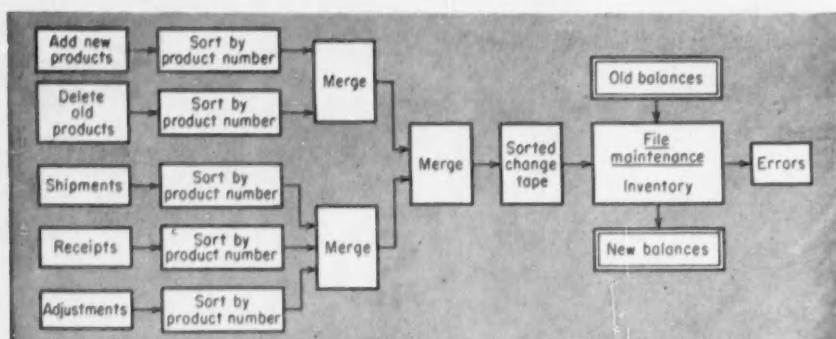 Add new
products
Sort by
product number
Merge
Delete
old
products
Sort by
product number
Shipments
Sort by
product number
Receipts
Sort by
product number
Merge
Adjustments
Sort by
product number
Merge
Sorted
change
tape
Old balances
File
maintenance
Inventory
Errors
New balances